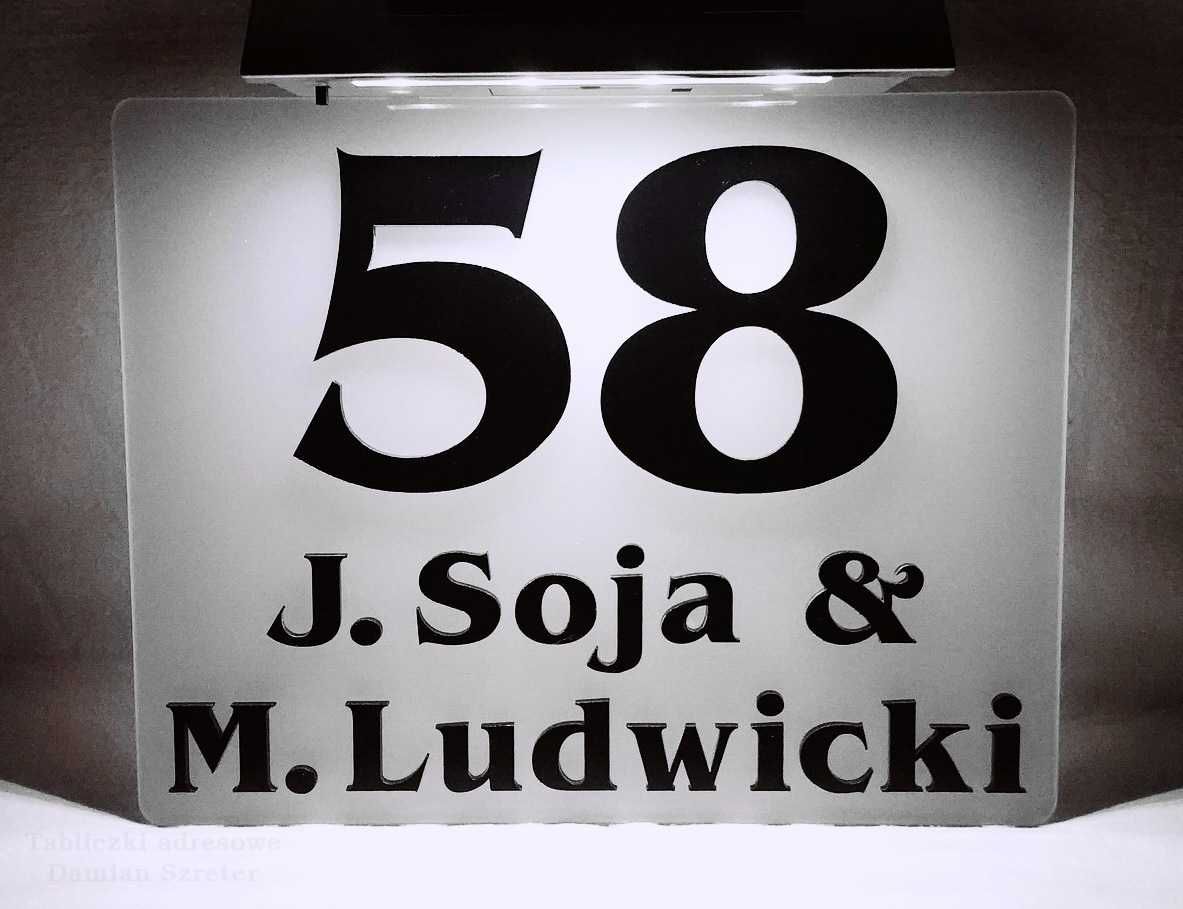 58
J. Soja &
M. Ludwicki
Tabliczki adresowe
Damian Szreter